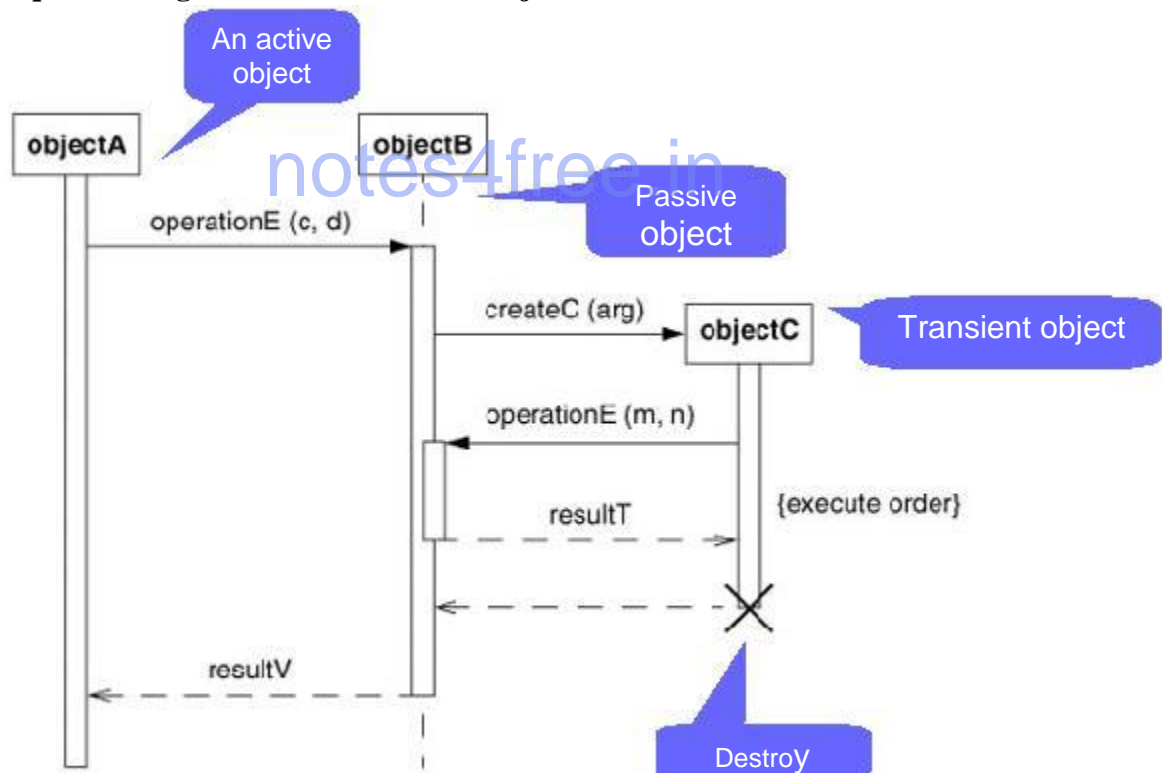 An active
object
objectA
objectB
notes4free.in
Passive
object
operationE (c, d)
createC (arg)
objectC
Transient object
operationE (m, n)
{execute order}
resultT
resultV
Destroy